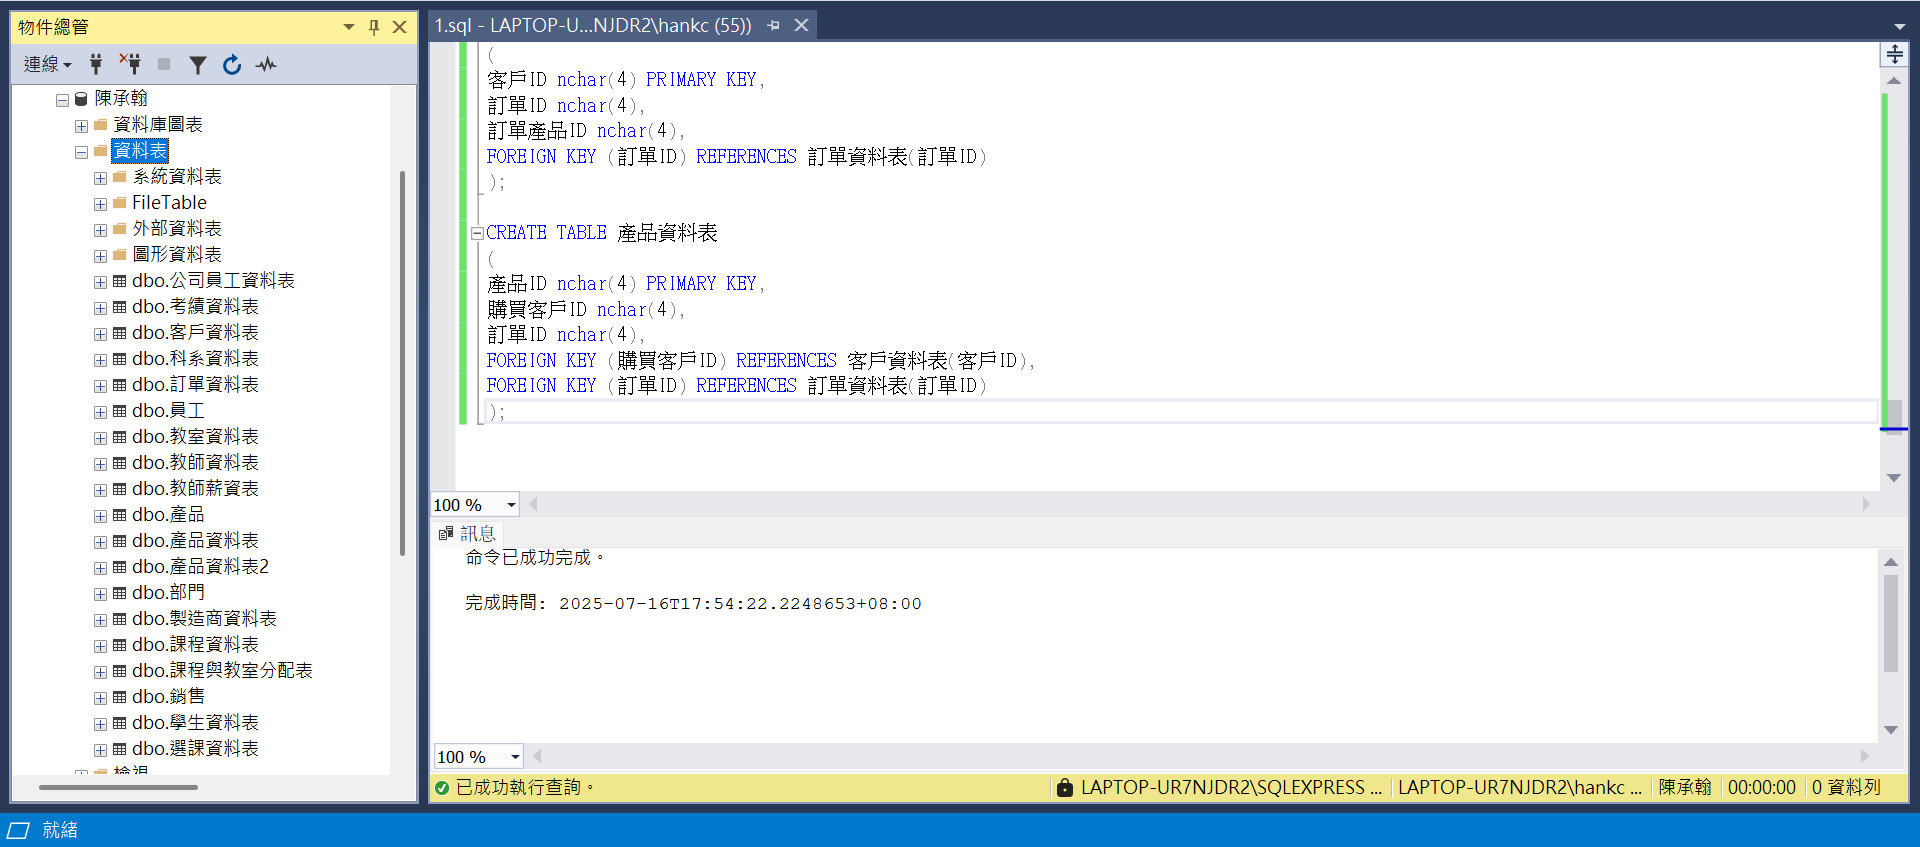 物件總管
連線
陳承翰
資料庫圖表
資料表
系統資料表
FileTable
外部資料表
圖形資料表
dbo.公司員工資料表
dbo.考績資料表
dbo.客戶資料表
dbo.科系資料表
dbo.訂單資料表
dbo.員工
dbo.教室資料表
dbo.教師資料表
dbo.教師薪資表
dbo.產品
dbo.產品資料表
dbo.產品資料表2
dbo.部門
dbo.製造商資料表
dbo.課程資料表
dbo.課程與教室分配表
dbo.銷售
dbo.學生資料表
dbo.選課資料表
檢視
1.sql - LAPTOP-U...NJDR2\hankc (55))
(
客戶ID nchar(4) PRIMARY KEY,
訂單ID nchar(4),
訂單產品ID nchar(4),
FOREIGN KEY (訂單ID) REFERENCES 訂單資料表(訂單ID)
);
CREATE TABLE 產品資料表
(
產品ID nchar(4) PRIMARY KEY,
購買客戶ID nchar(4),
訂單ID nchar(4),
FOREIGN KEY (購買客戶ID) REFERENCES 客戶資料表(客戶ID),
FOREIGN KEY (訂單ID) REFERENCES 訂單資料表(訂單ID)
);
100 %
訊息
命令已成功完成。
完成時間: 2025-07-16T17:54:22.2248653+08:00
100 %
已成功執行查詢。 LAPTOP-UR7NJDR2\SQLEXPRESS ... LAPTOP-UR7NJDR2\hankc ... 陳承翰 00:00:00 0 資料列
就緒